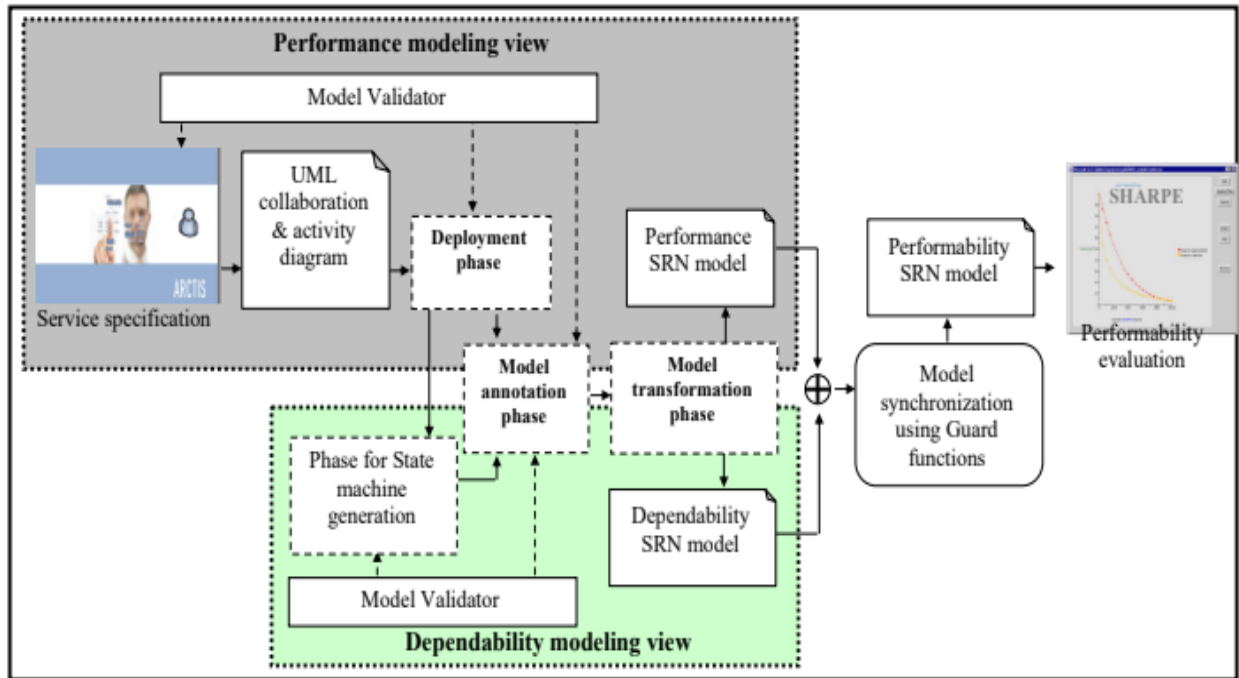 Performance modeling view
Model Validator
UML
collaboration
& activity
diagram
Deployment
phase
Performance
SRN model
ARCTIS
Service specification
Model
annotation
phase
Model
transformation
phase
Performability
SRN model
SHARPE
Performability
evaluation
Model
synchronization
using Guard
functions
Phase for State
machine
generation
Dependability
SRN model
Model Validator
Dependability modeling view